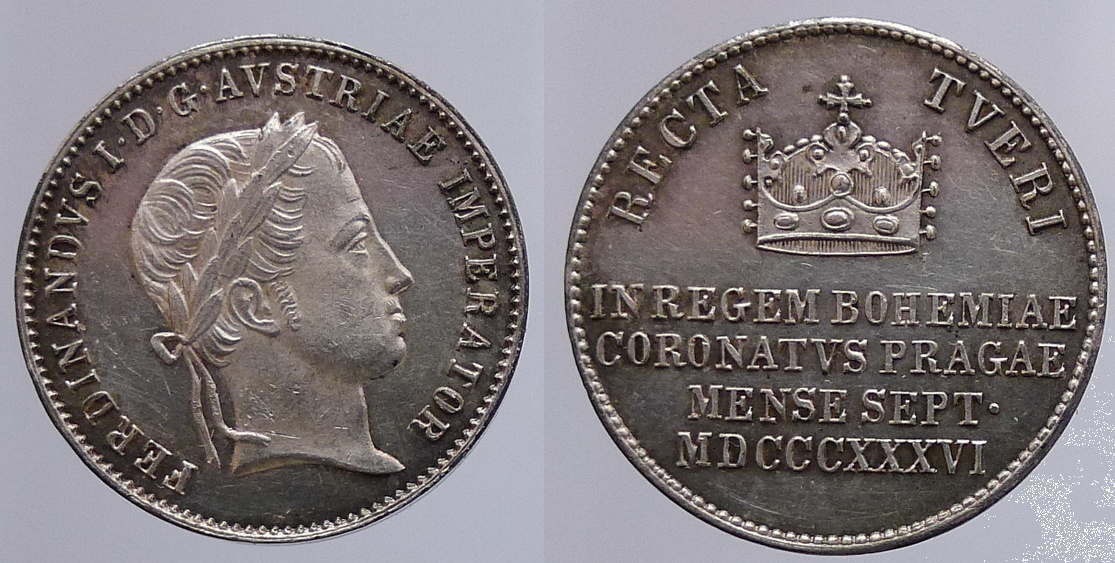 FERDINANDVS I·D·G·AVSTRIAE IMPERATOR
RECTA TVERI
IN REGEM BOHEMIAE
CORONATVS PRAGAE
MENSE SEPT·
MDCCCXXXVI